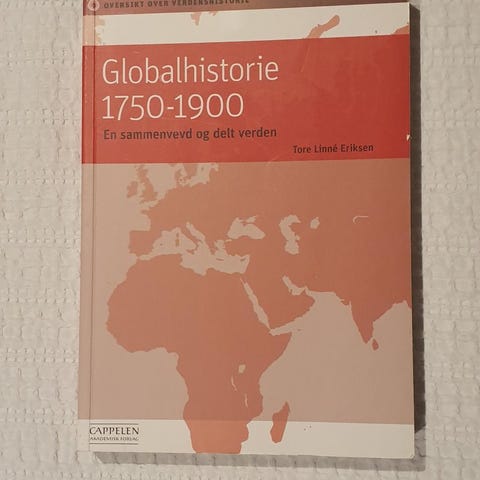 OVERSIKT OVER VERDENSHISTORIE
Globalhistorie
1750-1900
En sammenvevd og delt verden
Tore Linné Eriksen
CAPPELEN
AKADEMISK FORLAG